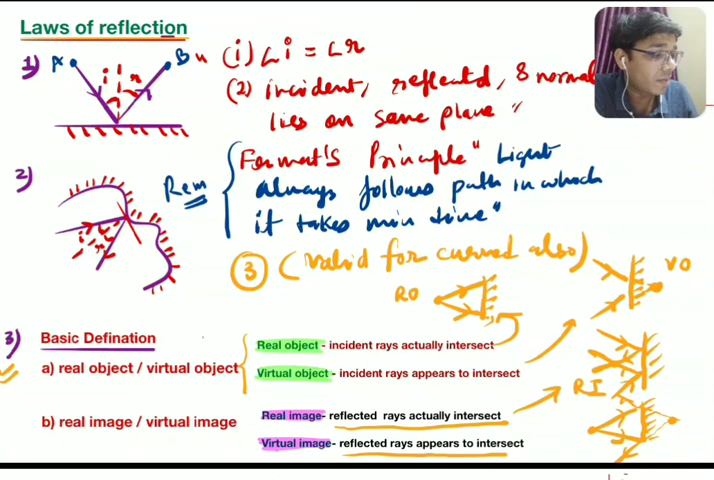 Laws of reflection
1) A B (i) ∠i = ∠r
i r
(2) incident, reflectd, & normal
lies on same plane "
2) Rem Format's Principle " Light
always follows path in which
it takes min time"
i r
③ (valid for curved also)
RO VO
3) Basic Defination
Real object - incident rays actually intersect
a) real object / virtual object
Virtual object - incident rays appears to intersect
RI
b) real image / virtual image
Real image- reflected rays actually intersect
Virtual image- reflected rays appears to intersect